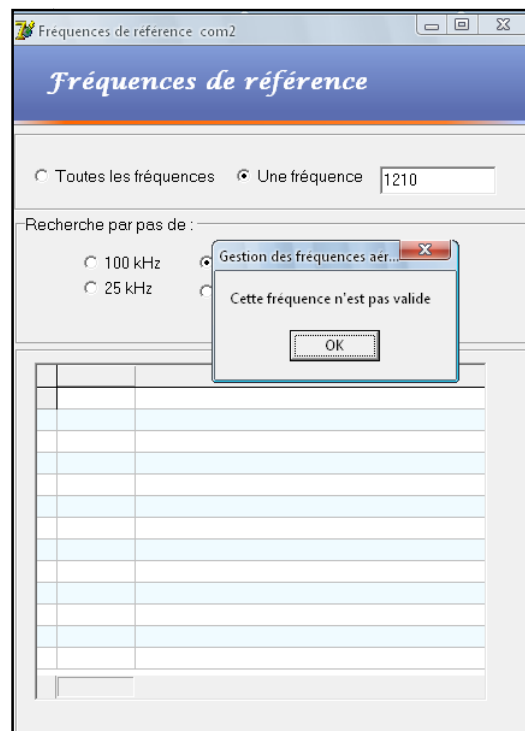 Fréquences de référence com2
Fréquences de référence
Toutes les fréquences Une fréquence 1210
Recherche par pas de :
100 kHz
25 kHz
Gestion des fréquences aér...
Cette fréquence n'est pas valide
OK